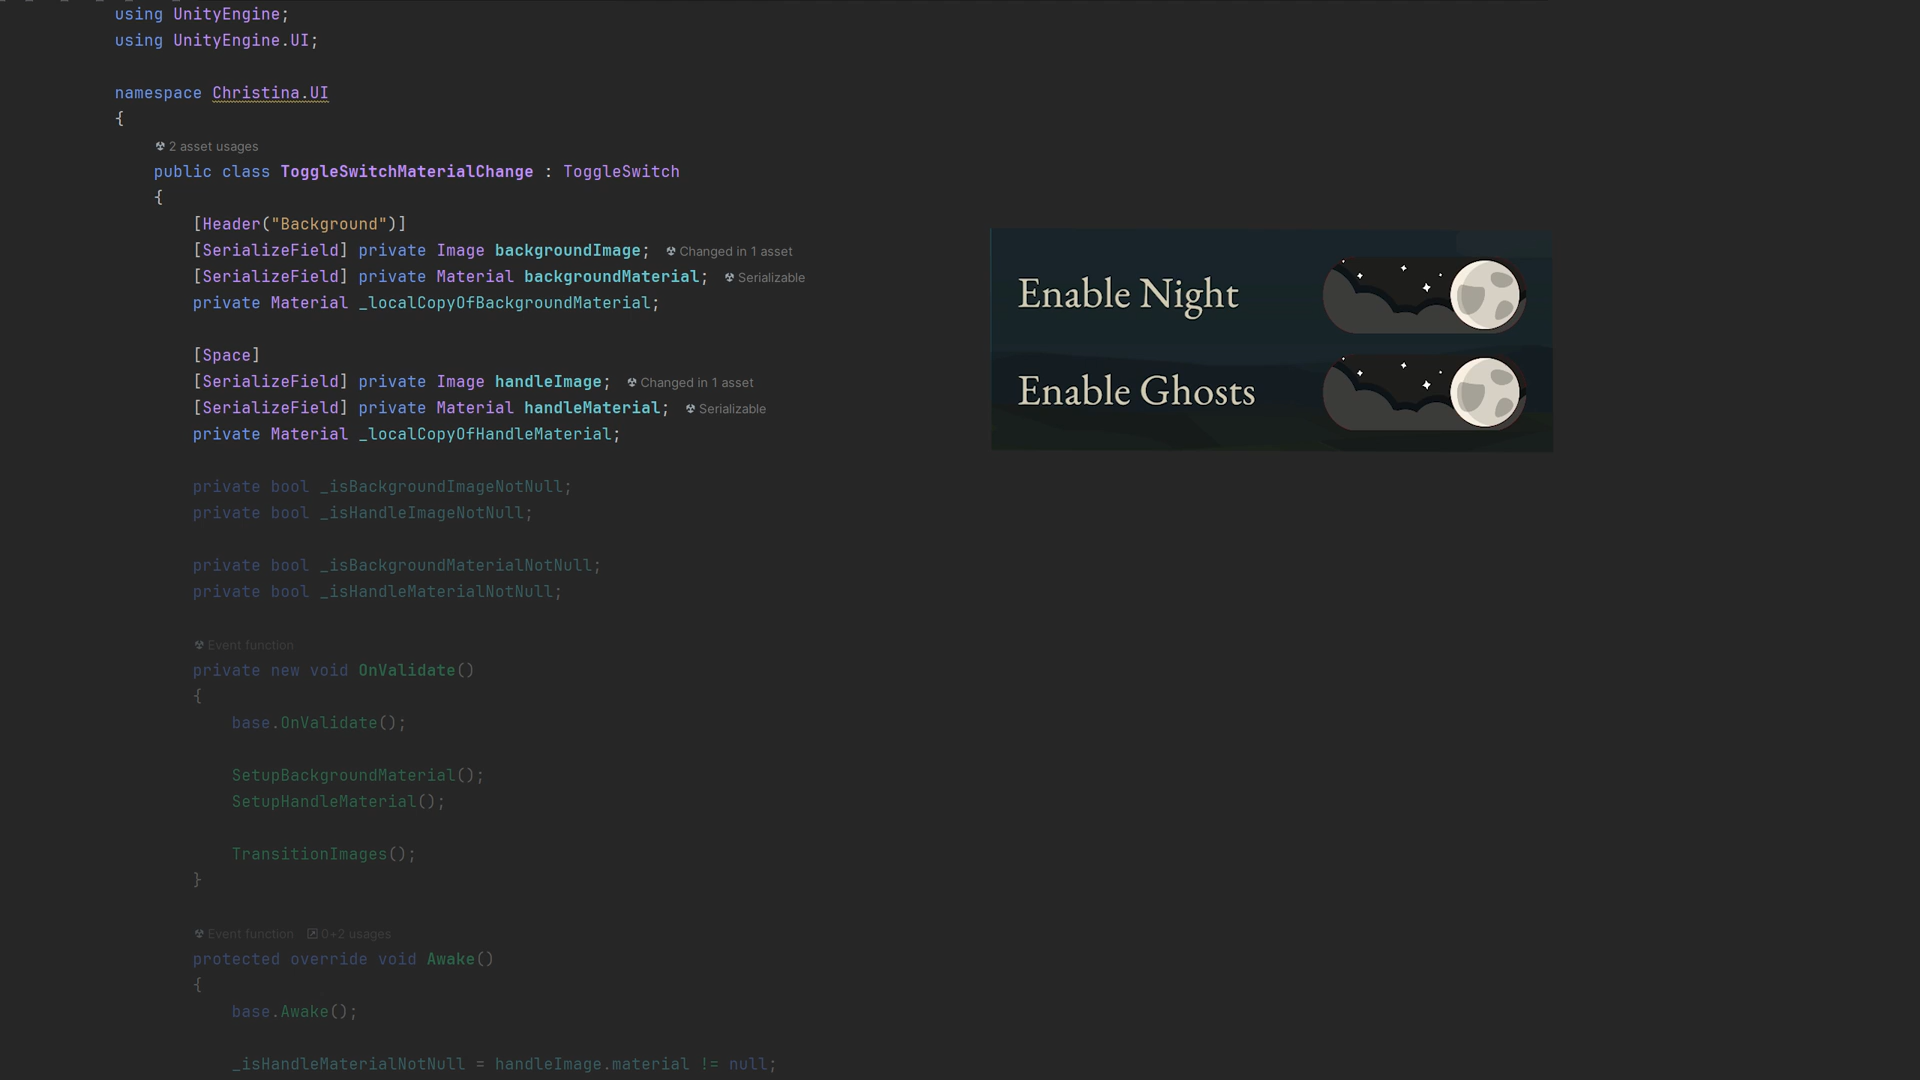 using UnityEngine;
using UnityEngine.UI;
namespace Christina.UI
{
2 asset usages
public class ToggleSwitchMaterialChange : ToggleSwitch
{
[Header("Background")]
[SerializeField] private Image backgroundImage; Changed in 1 asset
[SerializeField] private Material backgroundMaterial; Serializable
private Material _localCopyOfBackgroundMaterial;
[Space]
[SerializeField] private Image handleImage; Changed in 1 asset
[SerializeField] private Material handleMaterial; Serializable
private Material _localCopyOfHandleMaterial;
private bool _isBackgroundImageNotNull;
private bool _isHandleImageNotNull;
private bool _isBackgroundMaterialNotNull;
private bool _isHandleMaterialNotNull;
Event function
private new void OnValidate()
{
base.OnValidate();
SetupBackgroundMaterial();
SetupHandleMaterial();
TransitionImages();
}
Event function 0+2 usages
protected override void Awake()
{
base.Awake();
_isHandleMaterialNotNull = handleImage.material != null;
Enable Night
Enable Ghosts